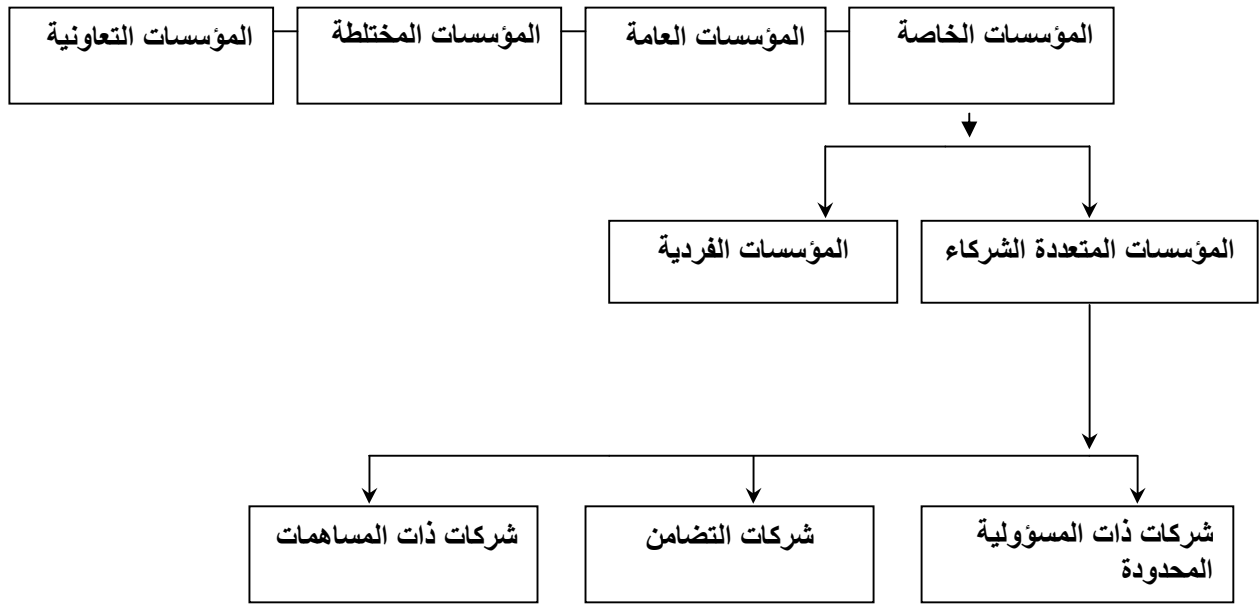 المؤسسات الخاصة
المؤسسات العامة
المؤسسات المختلطة
المؤسسات التعاونية
المؤسسات المتعددة الشركاء
المؤسسات الفردية
شركات ذات المسؤولية
المحدودة
شركات التضامن
شركات ذات المساهمات